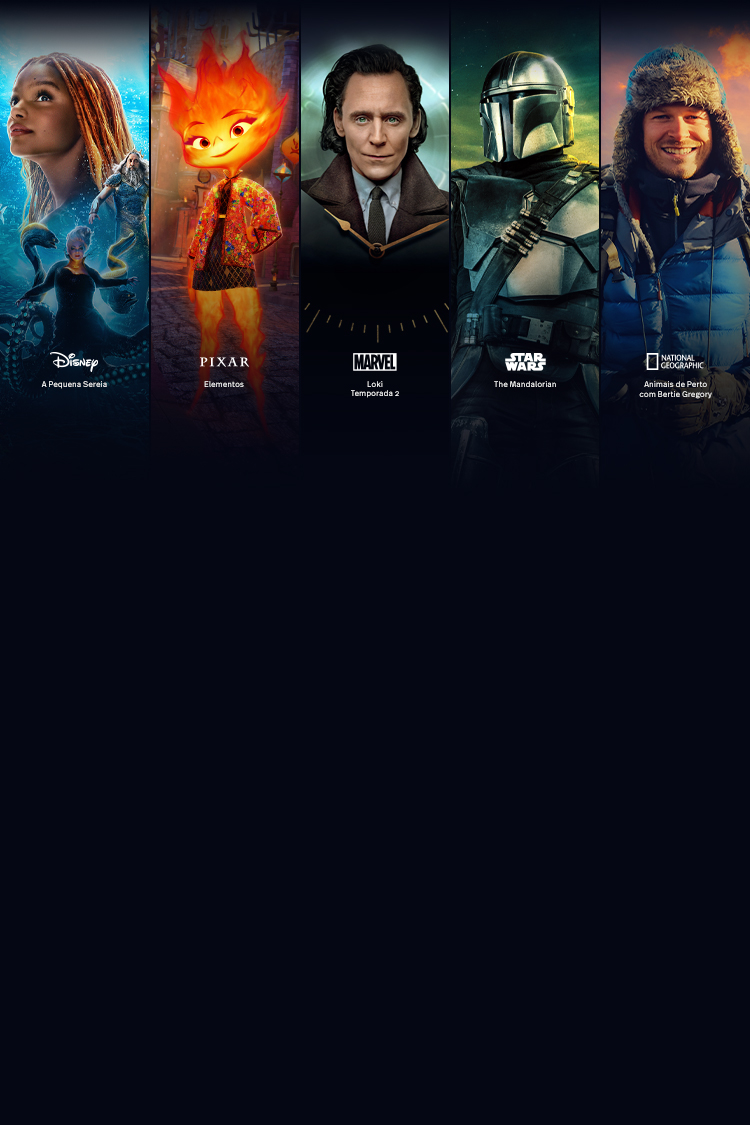 Disney
A Pequena Sereia
PIXAR
Elementos
MARVEL
Loki
Temporada 2
STAR
WARS
The Mandalorian
NATIONAL
GEOGRAPHIC
Animais de Perto
com Bertie Gregory